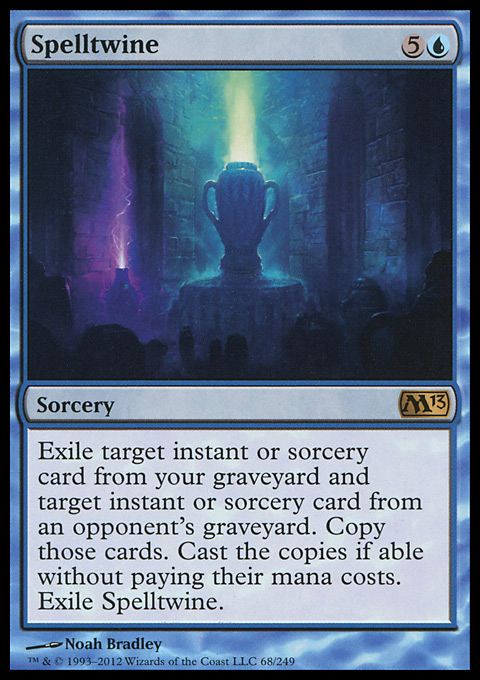 Spelltwine 5
Sorcery M13
Exile target instant or sorcery
card from your graveyard and
target instant or sorcery card from
an opponent's graveyard. Copy
those cards. Cast the copies if able
without paying their mana costs.
Exile Spelltwine.
Noah Bradley
™ & © 1993–2012 Wizards of the Coast LLC 68/249